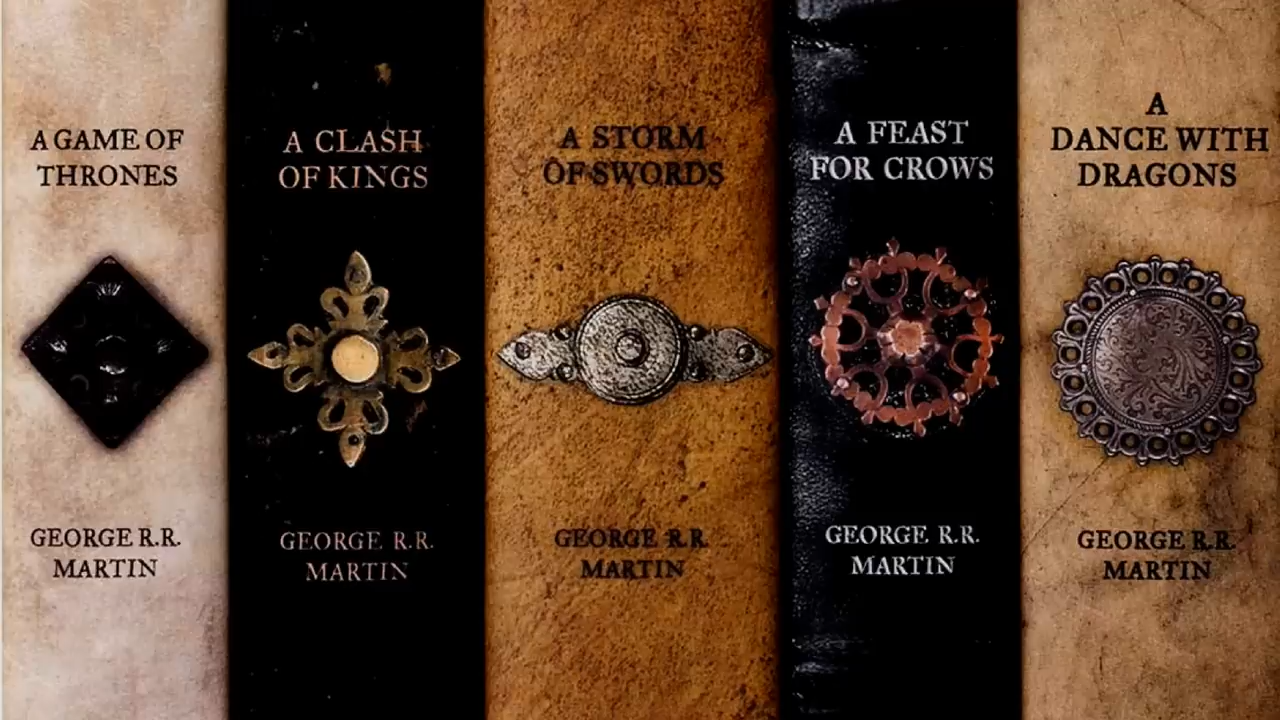 A GAME OF
THRONES
GEORGE R.R.
MARTIN
A CLASH
OF KINGS
GEORGE R.R.
MARTIN
A STORM
OF SWORDS
GEORGE R.R.
MARTIN
A FEAST
FOR CROWS
GEORGE R.R.
MARTIN
A
DANCE WITH
DRAGONS
GEORGE R.R.
MARTIN